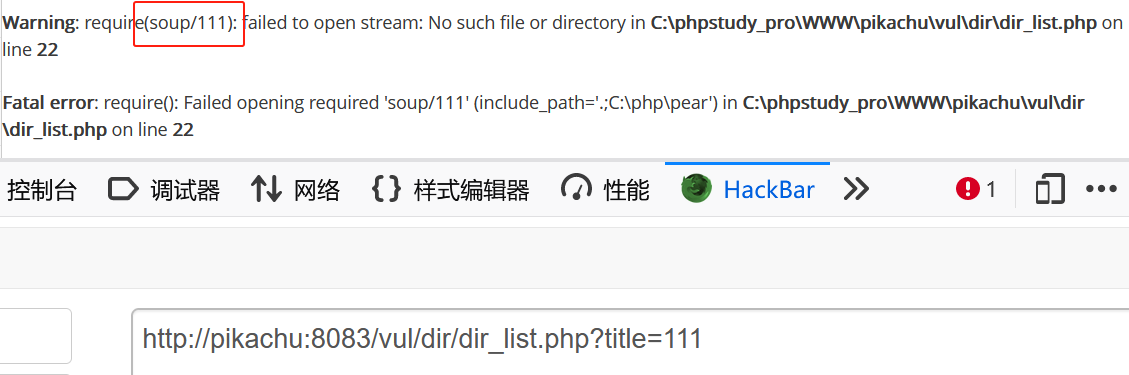 Warning: require(soup/111): failed to open stream: No such file or directory in C:\phpstudy_pro\WWW\pikachu\vul\dir\dir_list.php on
line 22
Fatal error: require(): Failed opening required 'soup/111' (include_path='.;C:\php\pear') in C:\phpstudy_pro\WWW\pikachu\vul\dir
\dir_list.php on line 22
控制台 调试器 网络 {} 样式编辑器 性能 HackBar 1
http://pikachu:8083/vul/dir/dir_list.php?title=111